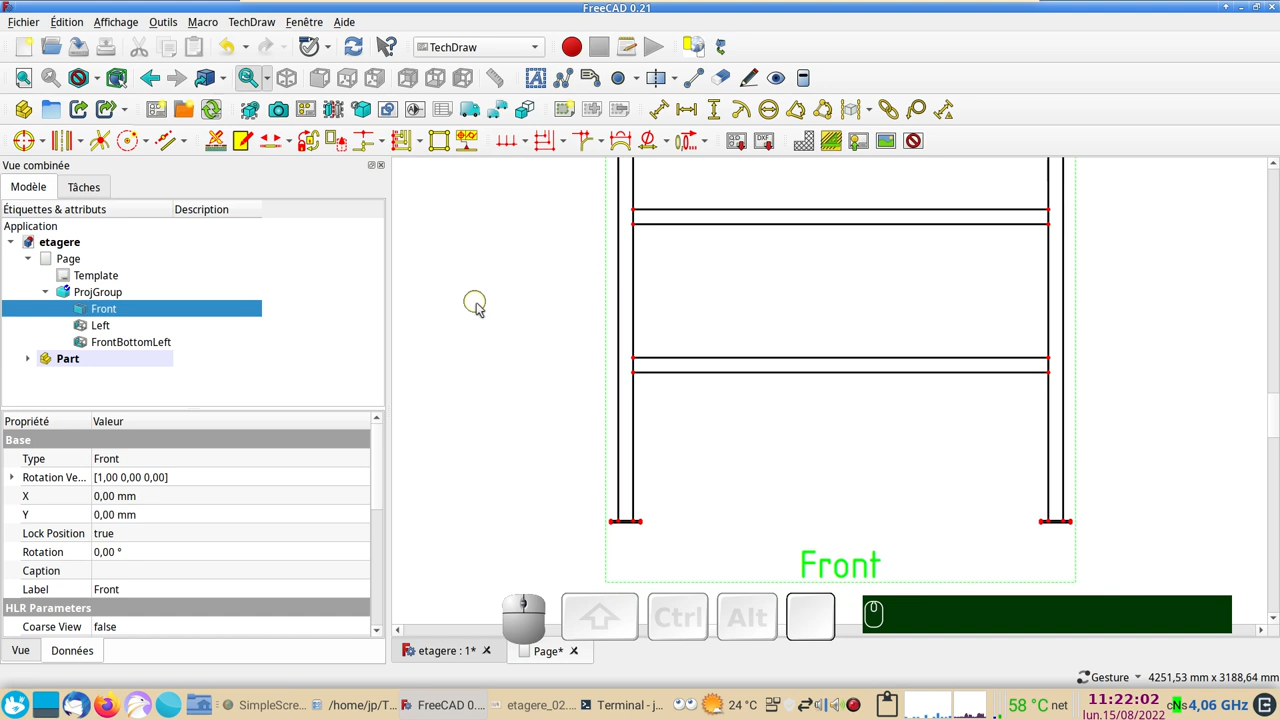 FreeCAD 0.21
Fichier Édition Affichage Outils Macro TechDraw Fenêtre Aide
TechDraw
Vue combinée
Modèle Tâches
Étiquettes & attributs Description
Application
etagere
Page
Template
ProjGroup
Front
Left
FrontBottomLeft
Part
Propriété Valeur
Base
Type Front
Rotation Ve... [1,00 0,00 0,00]
X 0,00 mm
Y 0,00 mm
Lock Position true
Rotation 0,00 °
Caption
Label Front
HLR Parameters
Coarse View false
Vue Données
Front
Ctrl Alt
etagere : 1* Page*
Gesture 4251,53 mm x 3188,64 mm
SimpleScre... /home/jp/T... FreeCAD 0.... etagere_02.... Terminal - j... 24 °C 58 °C net 11:22:02 4,06 GHz
lun.15/08/2022